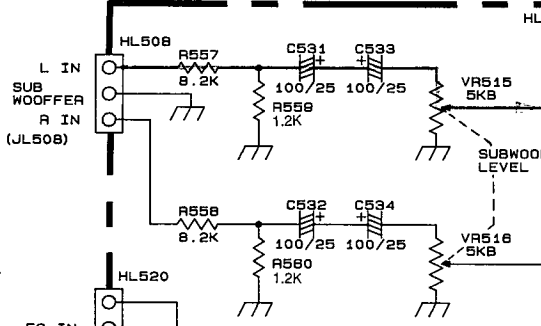 HL
HL508
L IN
SUB
WOOFFER
R IN
(JL508)
R557
8.2K
C531
+
100/25
C533
+
100/25
R559
1.2K
VR515
5KB
SUBWOO
LEVEL
R558
8.2K
C532
+
100/25
C534
+
100/25
R560
1.2K
VR516
5KB
HL520